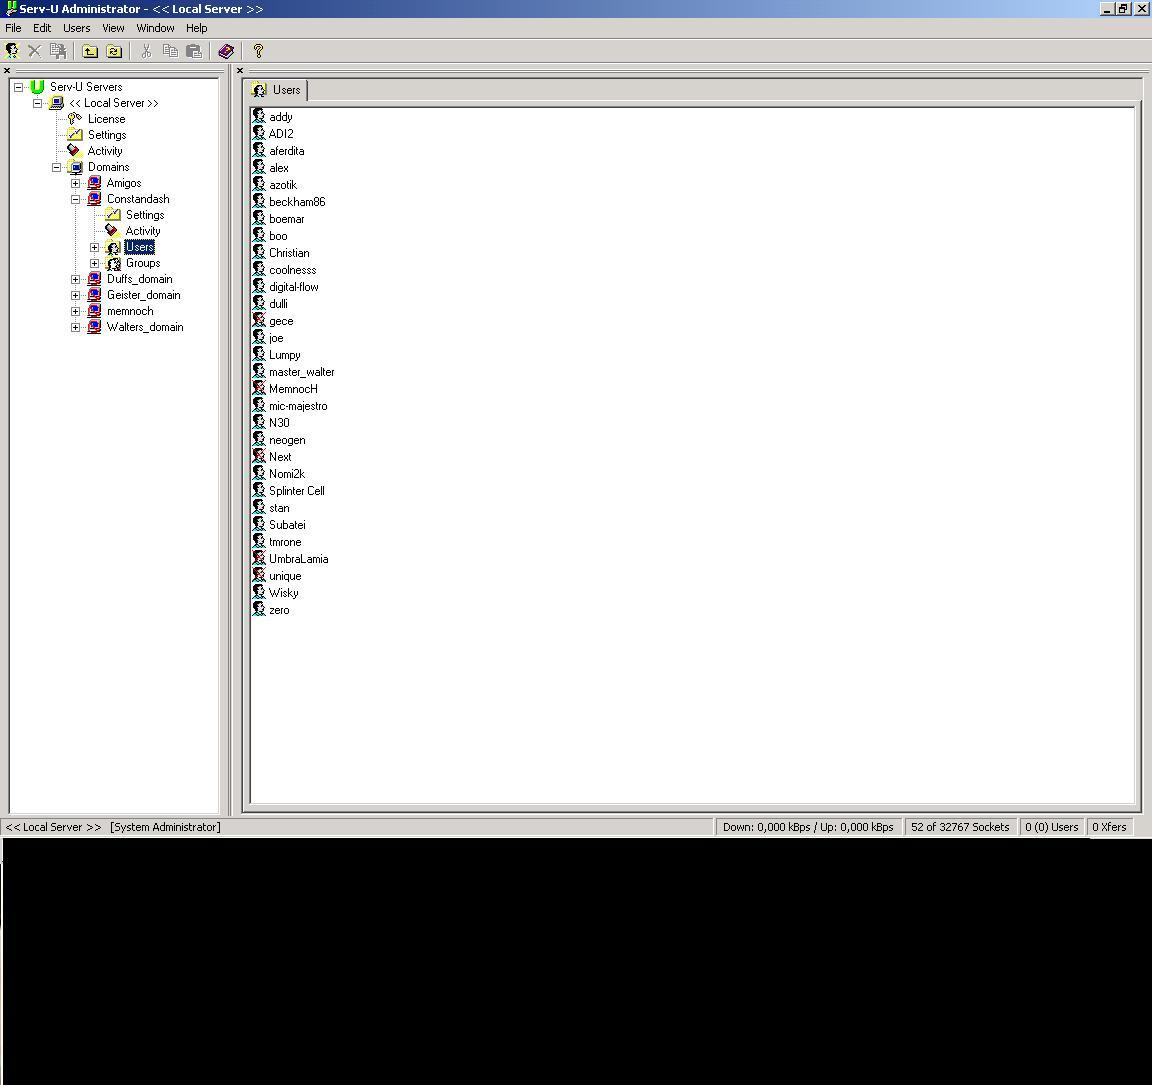 Serv-U Administrator - << Local Server >>
File Edit Users View Window Help
Serv-U Servers
<< Local Server >>
License
Settings
Activity
Domains
Amigos
Constandash
Settings
Activity
Users
Groups
Duffs_domain
Geister_domain
memnoch
Walters_domain
Users
addy
ADI2
aferdita
alex
azotik
beckham86
boemar
boo
Christian
coolnesss
digital-flow
dulli
gece
joe
Lumpy
master_walter
MemnocH
mic-majestro
N30
neogen
Next
Nomi2k
Splinter Cell
stan
Subatei
tmrone
UmbraLamia
unique
Wisky
zero
<< Local Server >> [System Administrator] Down: 0,000 kBps / Up: 0,000 kBps 52 of 32767 Sockets 0 (0) Users 0 Xfers